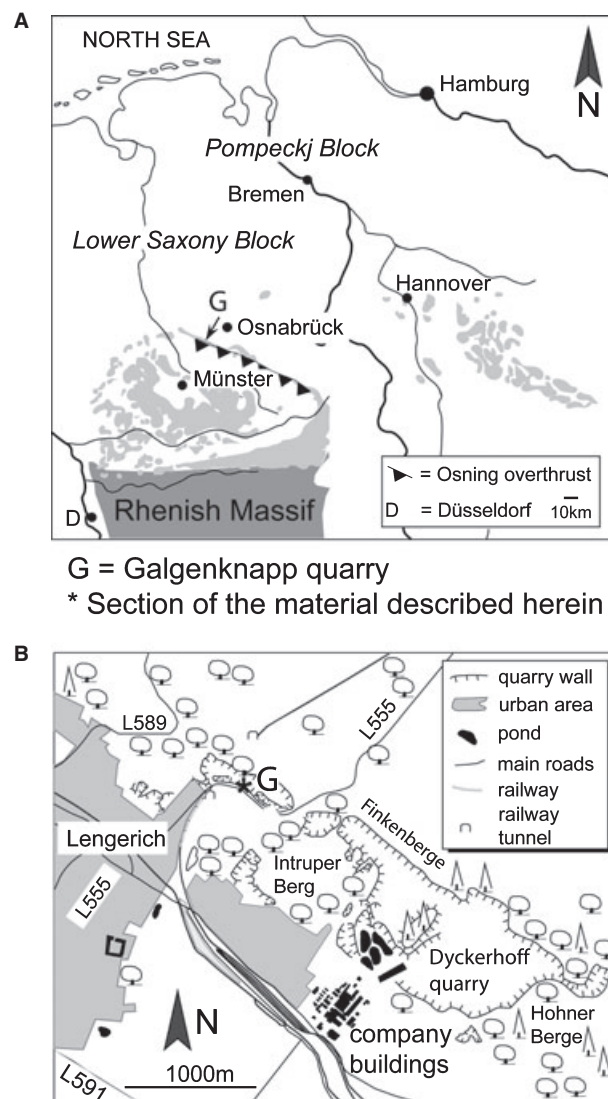 A
NORTH SEA
Hamburg
N
Pompeckj Block
Bremen
Lower Saxony Block
Hannover
G
Osnabrück
Münster
= Osning overthrust
Rhenish Massif
D
D = Düsseldorf 10km
G = Galgenknapp quarry
* Section of the material described herein
B
quarry wall
urban area
pond
main roads
railway
railway
tunnel
L589
L555
* G
Finkenberge
Lengerich
Intruper
Berg
L555
Dyckerhoff
quarry
N
company
buildings
Hohner
Berge
L591
1000m